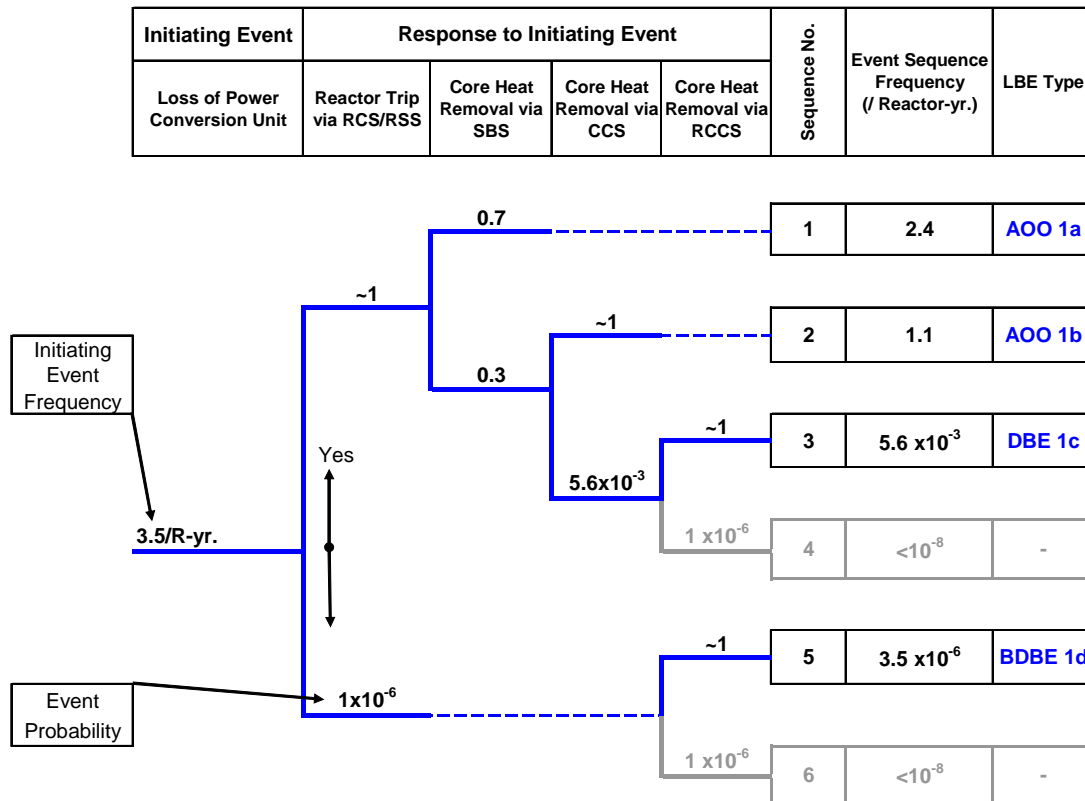 Initiating Event
Response to Initiating Event
Sequence No.
Event Sequence
Frequency
(/ Reactor-yr.)
LBE Type
Loss of Power
Conversion Unit
Reactor Trip
via RCS/RSS
Core Heat
Removal via
SBS
Core Heat
Removal via
CCS
Core Heat
Removal via
RCCS
0.7
1
2.4
AOO 1a
~1
~1
2
1.1
AOO 1b
Initiating
Event
Frequency
0.3
~1
3
5.6 x10⁻³
DBE 1c
Yes
5.6x10⁻³
3.5/R-yr.
1 x10⁻⁶
4
<10⁻⁸
-
~1
5
3.5 x10⁻⁶
BDBE 1d
Event
Probability
1x10⁻⁶
1 x10⁻⁶
6
<10⁻⁸
-